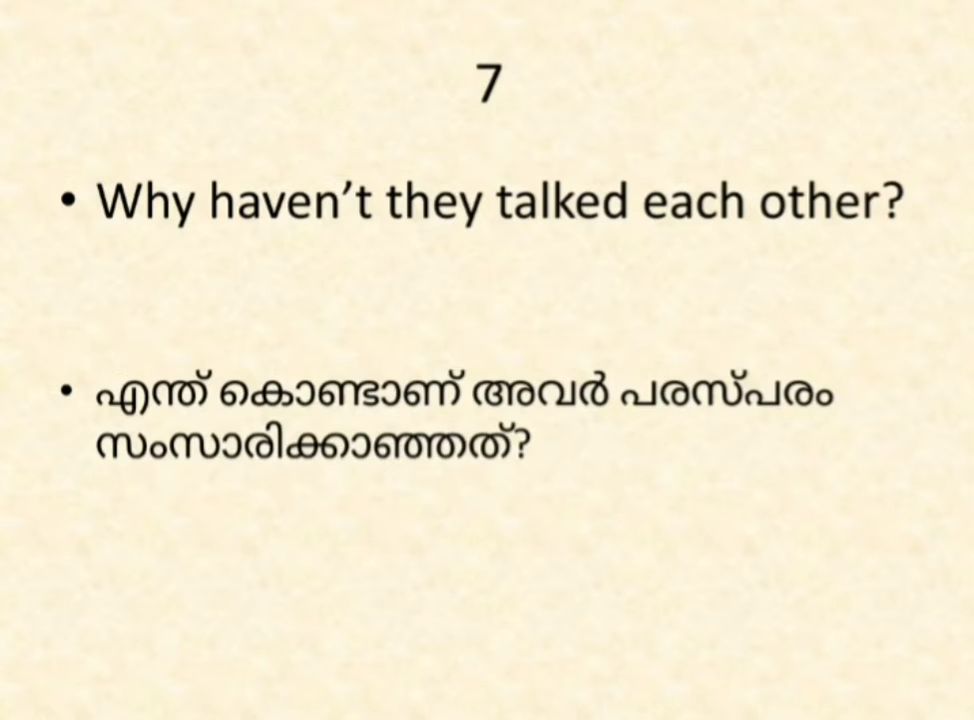 7
• Why haven’t they talked each other?
• എന്ത് കൊണ്ടാണ് അവർ പരസ്പരം
സംസാരിക്കാഞ്ഞത്?